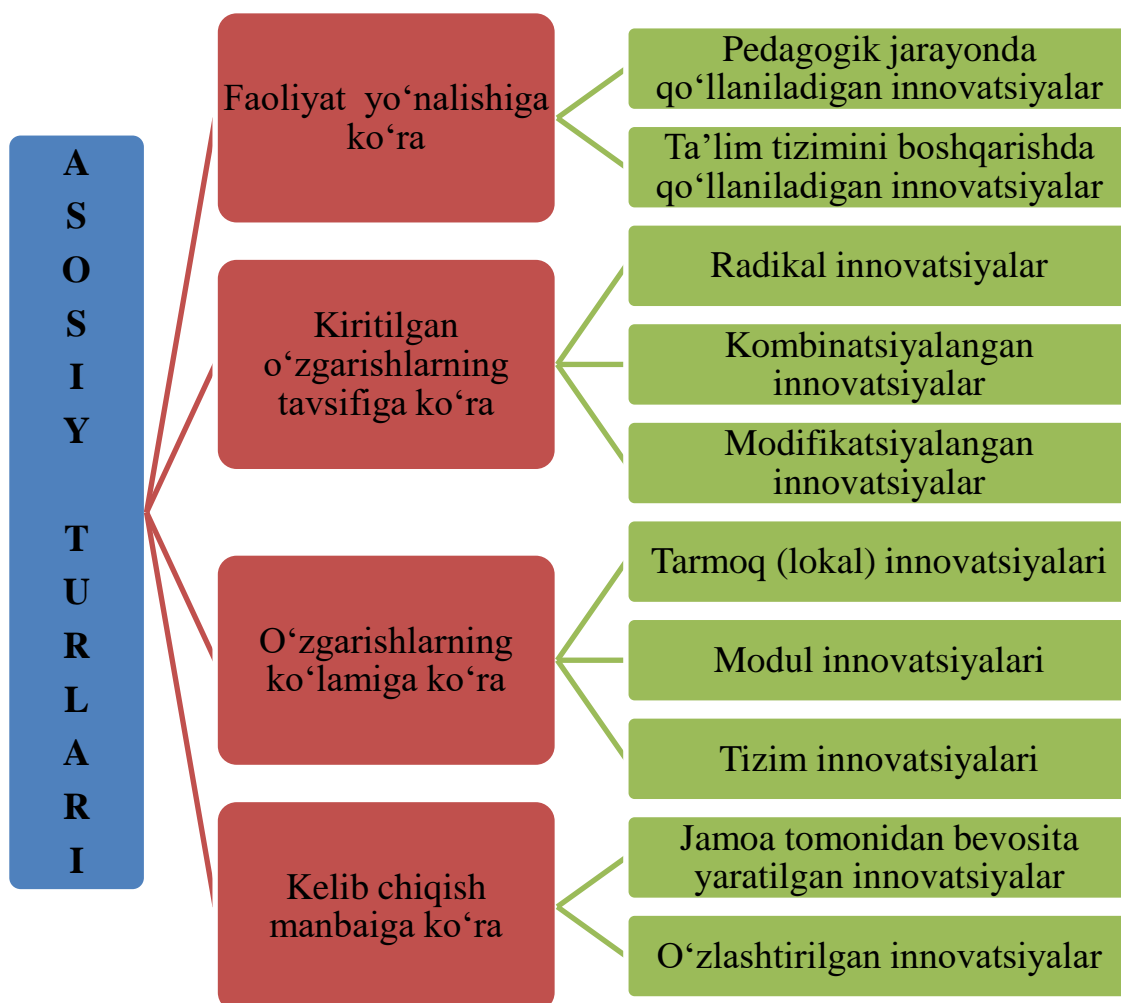 ASOSIY TURLARI
Faoliyat yo‘nalishiga
ko‘ra
Pedagogik jarayonda
qo‘llaniladigan innovatsiyalar
Ta’lim tizimini boshqarishda
qo‘llaniladigan innovatsiyalar
Kiritilgan
o‘zgarishlarning
tavsifiga ko‘ra
Radikal innovatsiyalar
Kombinatsiyalangan
innovatsiyalar
Modifikatsiyalangan
innovatsiyalar
O‘zgarishlarning
ko‘lamiga ko‘ra
Tarmoq (lokal) innovatsiyalari
Modul innovatsiyalari
Tizim innovatsiyalari
Kelib chiqish
manbaiga ko‘ra
Jamoa tomonidan bevosita
yaratilgan innovatsiyalar
O‘zlashtirilgan innovatsiyalar